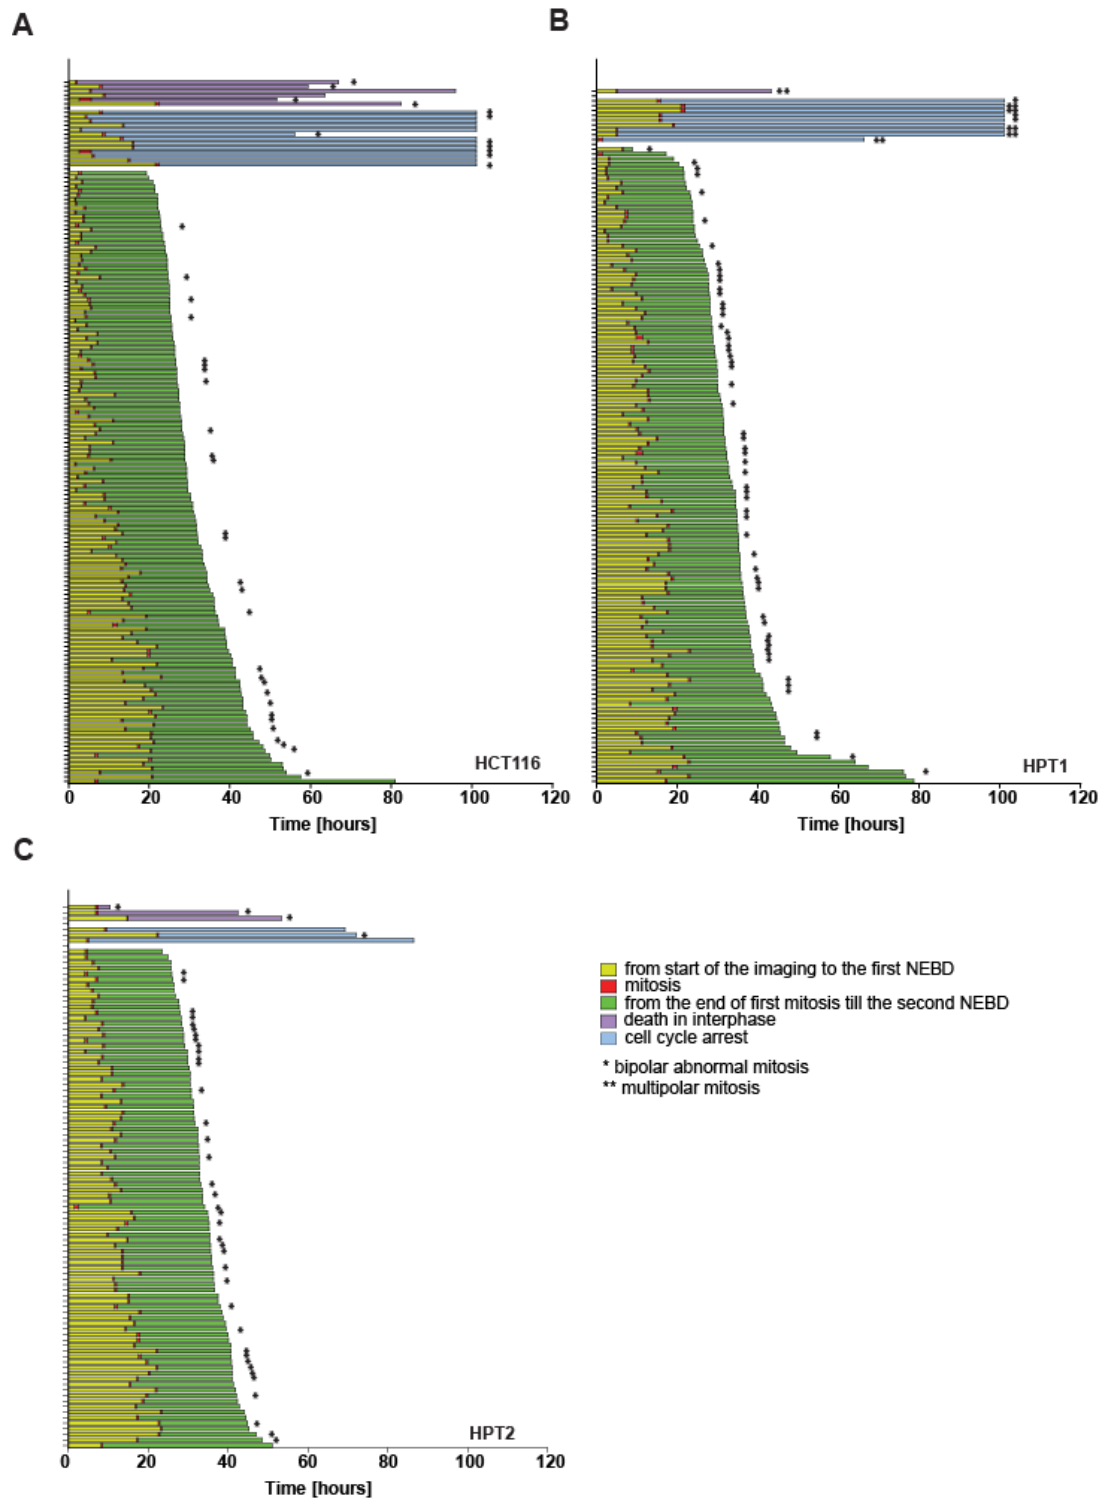 A
B
HCT116
HPT1
0 20 40 60 80 100 120
0 20 40 60 80 100 120
Time [hours]
Time [hours]
C
from start of the imaging to the first NEBD
mitosis
from the end of first mitosis till the second NEBD
death in interphase
cell cycle arrest
* bipolar abnormal mitosis
** multipolar mitosis
HPT2
0 20 40 60 80 100 120
Time [hours]